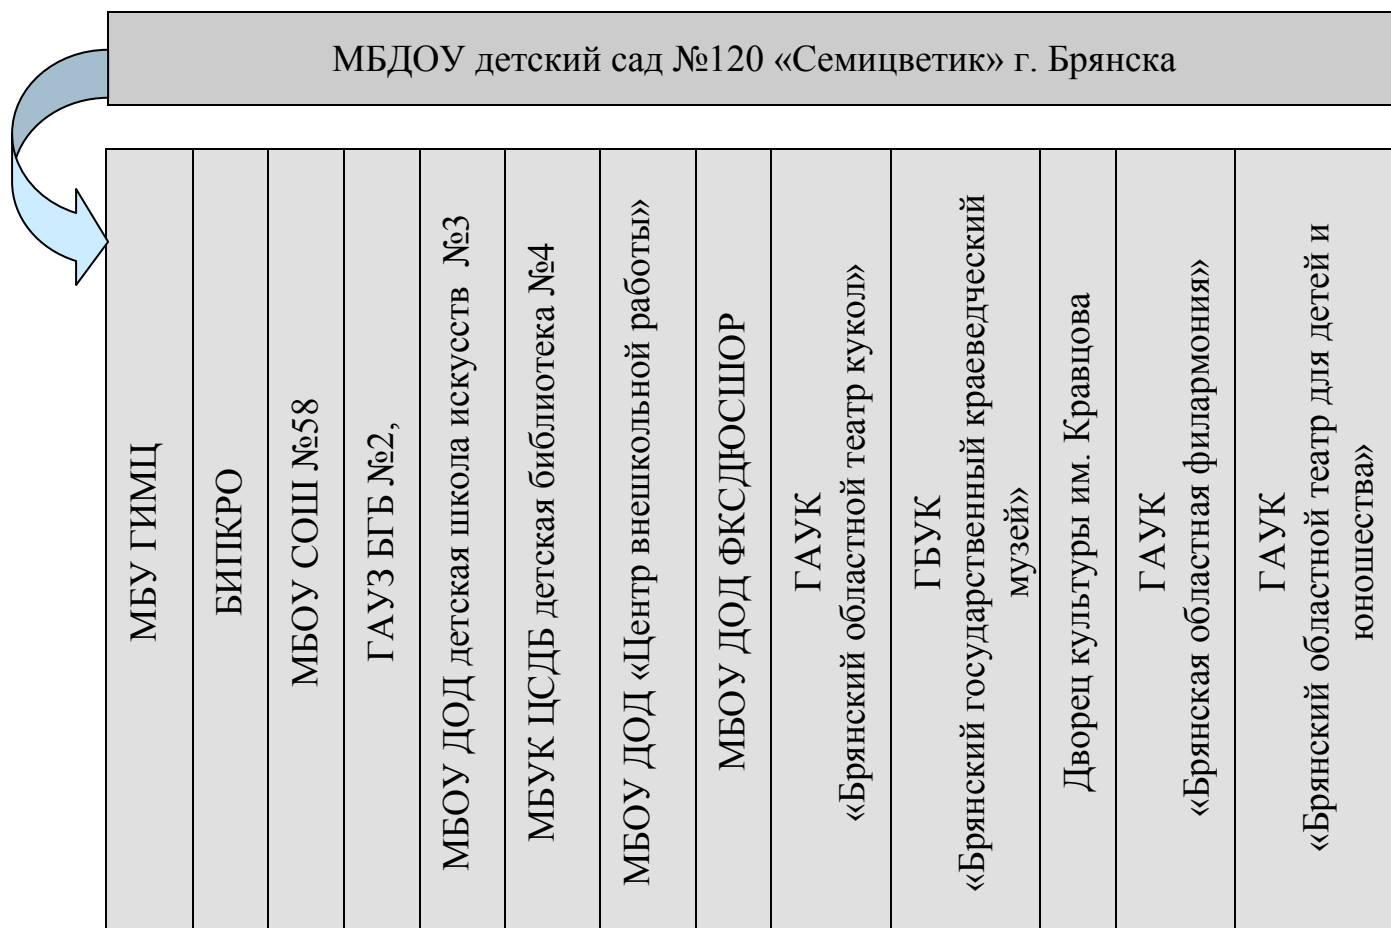 МБДОУ детский сад №120 «Семицветик» г. Брянска
МБУ ГИМЦ
БИПКРО
МБОУ СОШ №58
ГАУЗ БГБ №2,
МБОУ ДОД детская школа искусств №3
МБУК ЦСДБ детская библиотека №4
МБОУ ДОД «Центр внешкольной работы»
МБОУ ДОД ФКСДЮСШОР
ГАУК
«Брянский областной театр кукол»
ГБУК
«Брянский государственный краеведческий
музей»
Дворец культуры им. Кравцова
ГАУК
«Брянская областная филармония»
ГАУК
«Брянский областной театр для детей и
юношества»